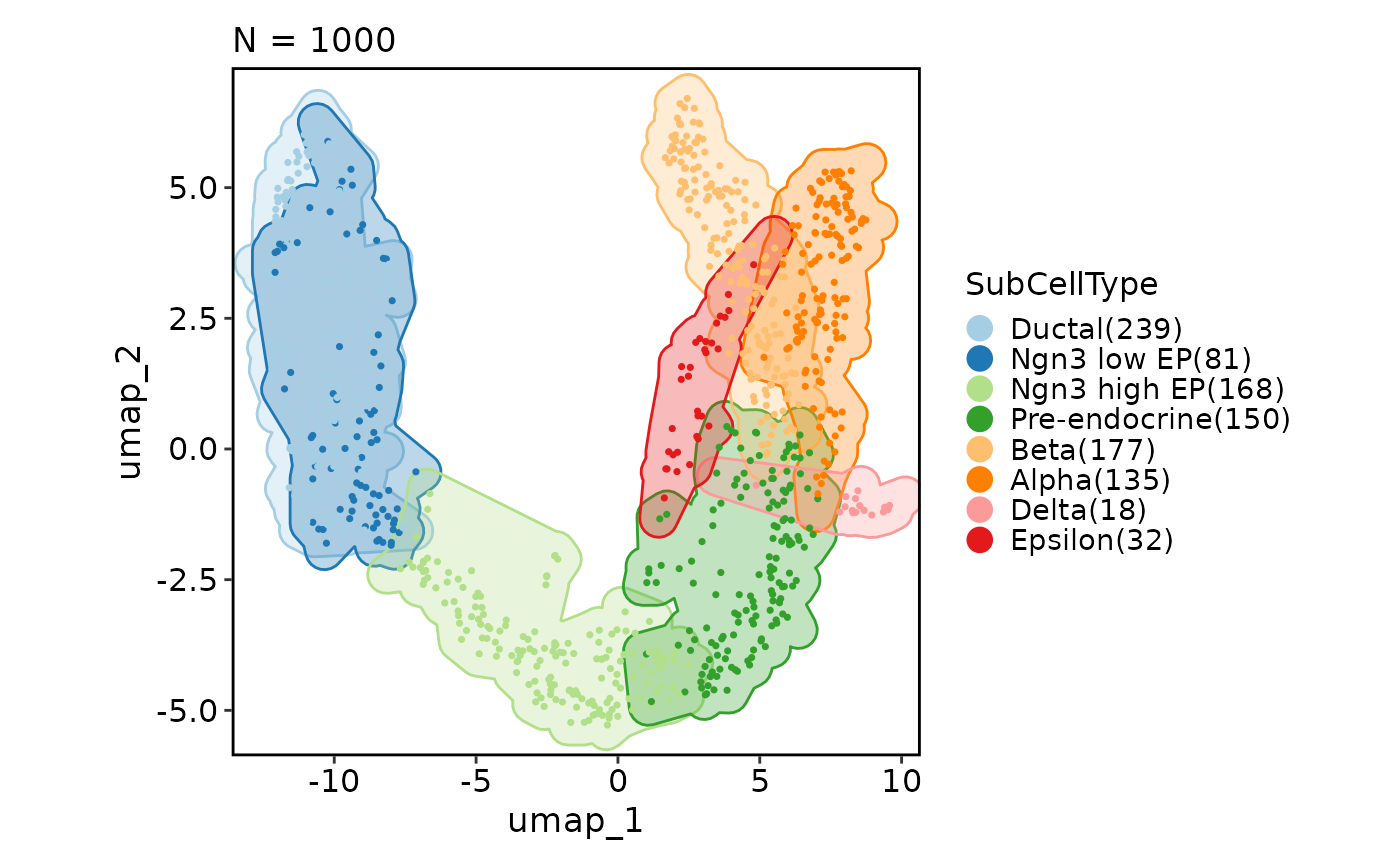 N = 1000
5.0
2.5
0.0
-2.5
-5.0
umap_2
-10
-5
0
5
10
umap_1
SubCellType
Ductal(239)
Ngn3 low EP(81)
Ngn3 high EP(168)
Pre-endocrine(150)
Beta(177)
Alpha(135)
Delta(18)
Epsilon(32)